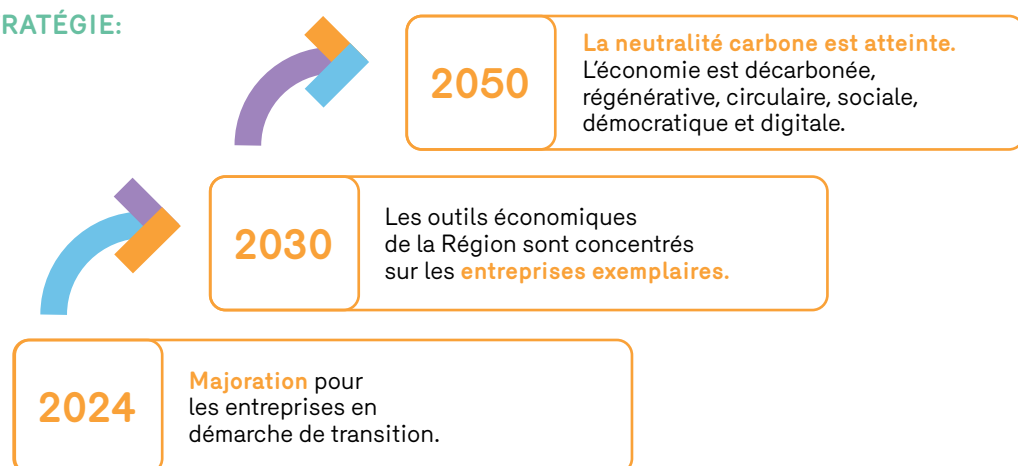 RATÉGIE:
2050
La neutralité carbone est atteinte.
L'économie est décarbonée,
régénérative, circulaire, sociale,
démocratique et digitale.
2030
Les outils économiques
de la Région sont concentrés
sur les entreprises exemplaires.
2024
Majoration pour
les entreprises en
démarche de transition.